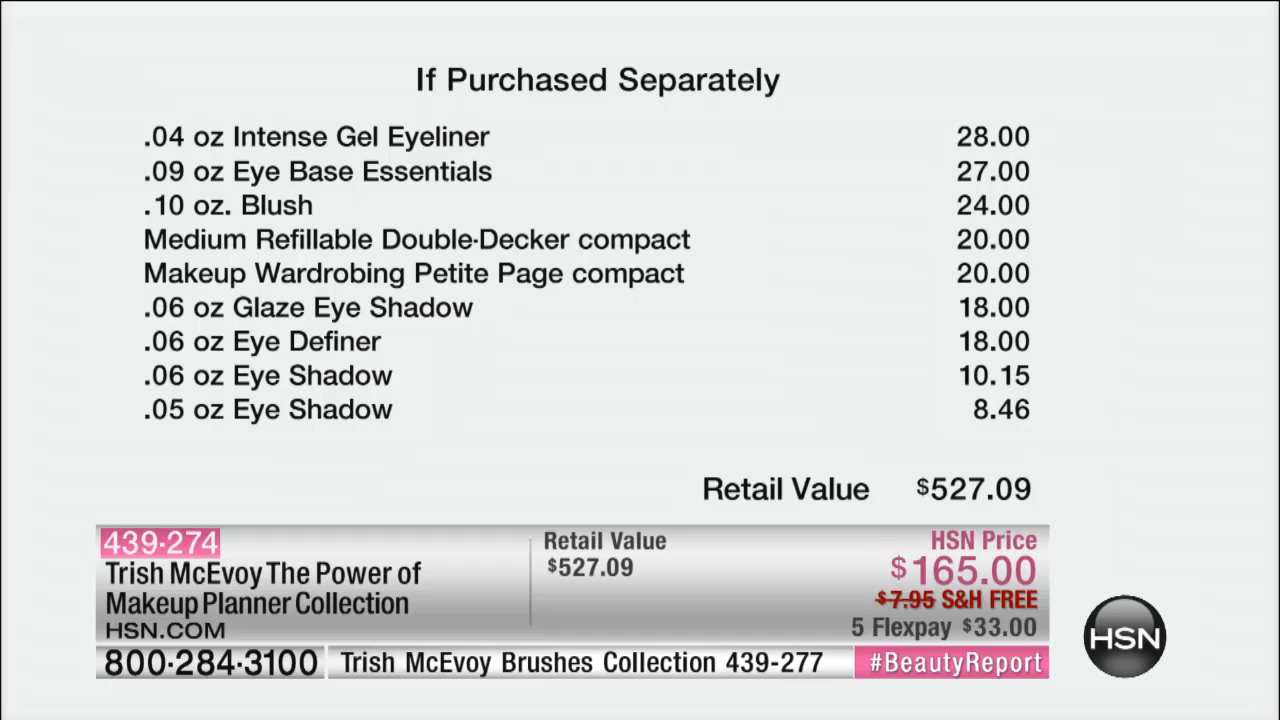 If Purchased Separately
.04 oz Intense Gel Eyeliner 28.00
.09 oz Eye Base Essentials 27.00
.10 oz. Blush 24.00
Medium Refillable Double·Decker compact 20.00
Makeup Wardrobing Petite Page compact 20.00
.06 oz Glaze Eye Shadow 18.00
.06 oz Eye Definer 18.00
.06 oz Eye Shadow 10.15
.05 oz Eye Shadow 8.46
Retail Value $527.09
439·274
Trish McEvoy The Power of
Makeup Planner Collection
HSN.COM
Retail Value
$527.09
HSN Price
$165.00
$7.95 S&H FREE
5 Flexpay $33.00
800·284·3100
Trish McEvoy Brushes Collection 439-277
#BeautyReport
HSN